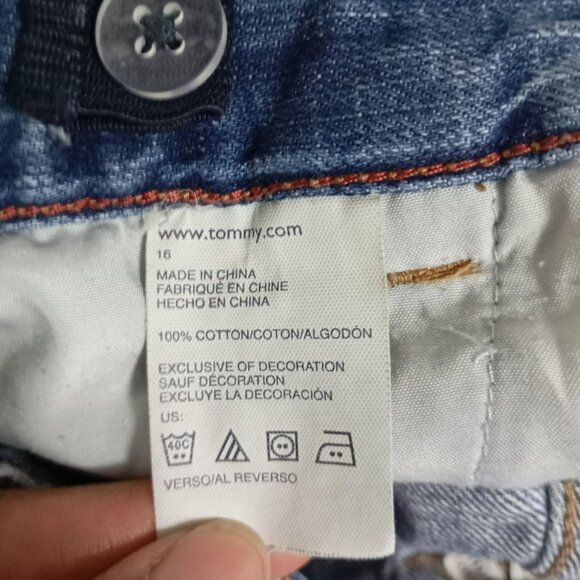 www.tommy.com
16
MADE IN CHINA
FABRIQUÉ EN CHINE
HECHO EN CHINA
100% COTTON/COTON/ALGODÓN
EXCLUSIVE OF DECORATION
SAUF DÉCORATION
EXCLUYE LA DECORACIÓN
US:
40C
VERSO/AL REVERSO